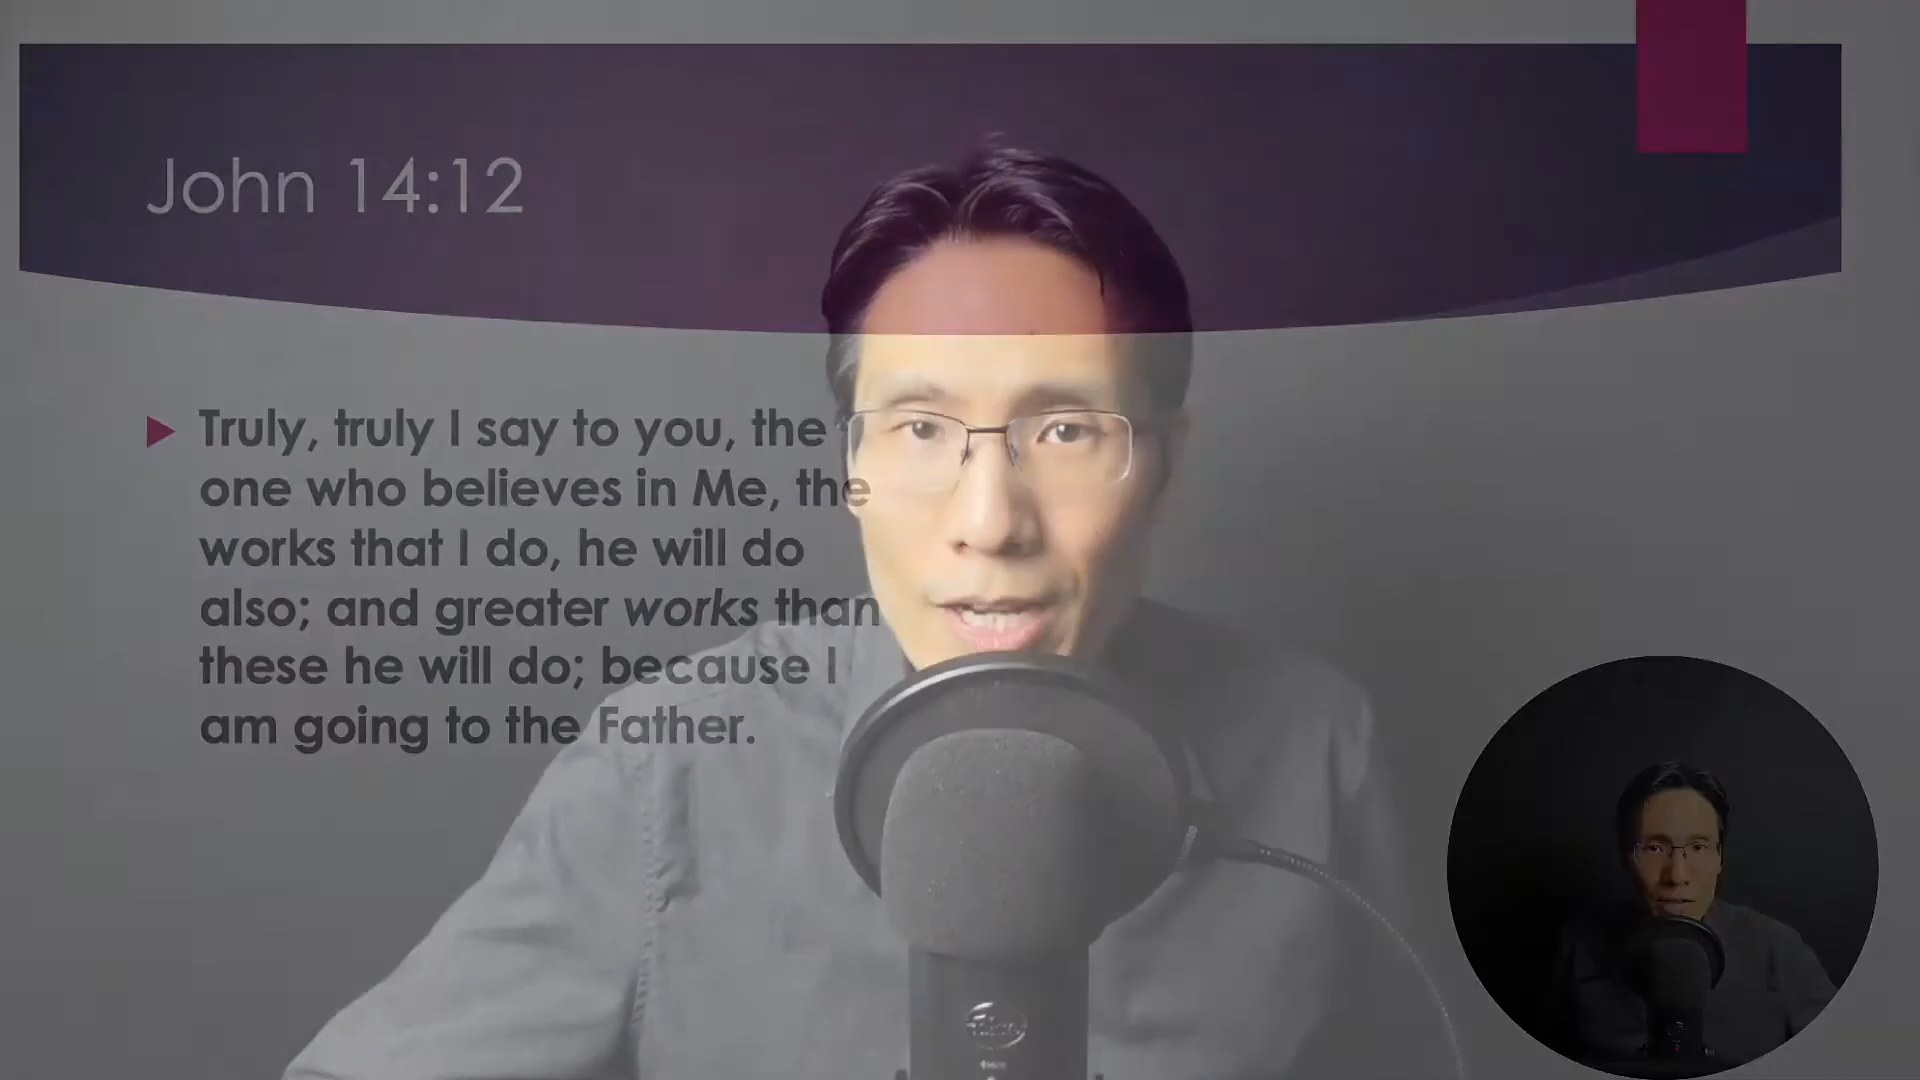 John 14:12
Truly, truly I say to you, the
one who believes in Me, the
works that I do, he will do
also; and greater works than
these he will do; because I
am going to the Father.